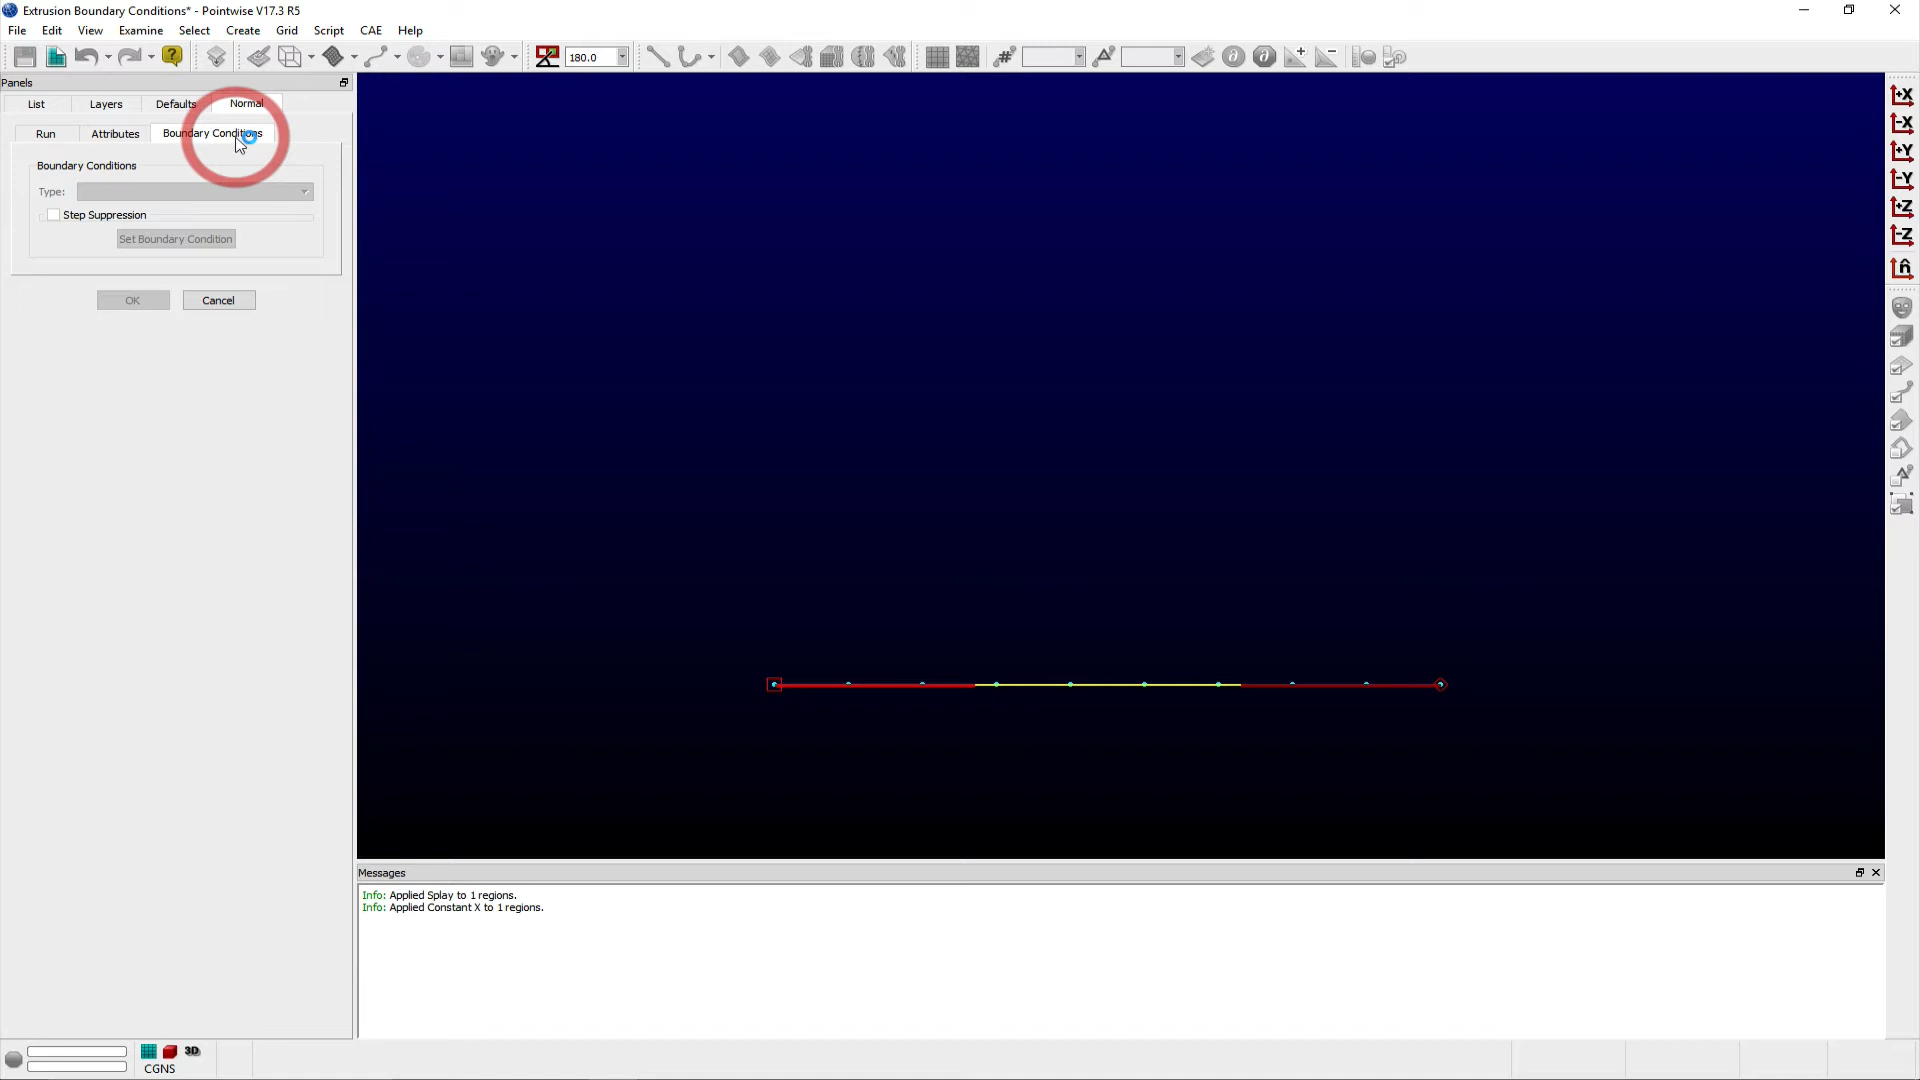 Extrusion Boundary Conditions* - Pointwise V17.3 R5
File Edit View Examine Select Create Grid Script CAE Help
180.0
Panels
List Layers Defaults Normal
Run Attributes Boundary Conditions
Boundary Conditions
Type:
Step Suppression
Set Boundary Condition
OK Cancel
+X
-X
+Y
-Y
+Z
-Z
n̂
Messages
Info: Applied Splay to 1 regions.
Info: Applied Constant X to 1 regions.
3D
CGNS